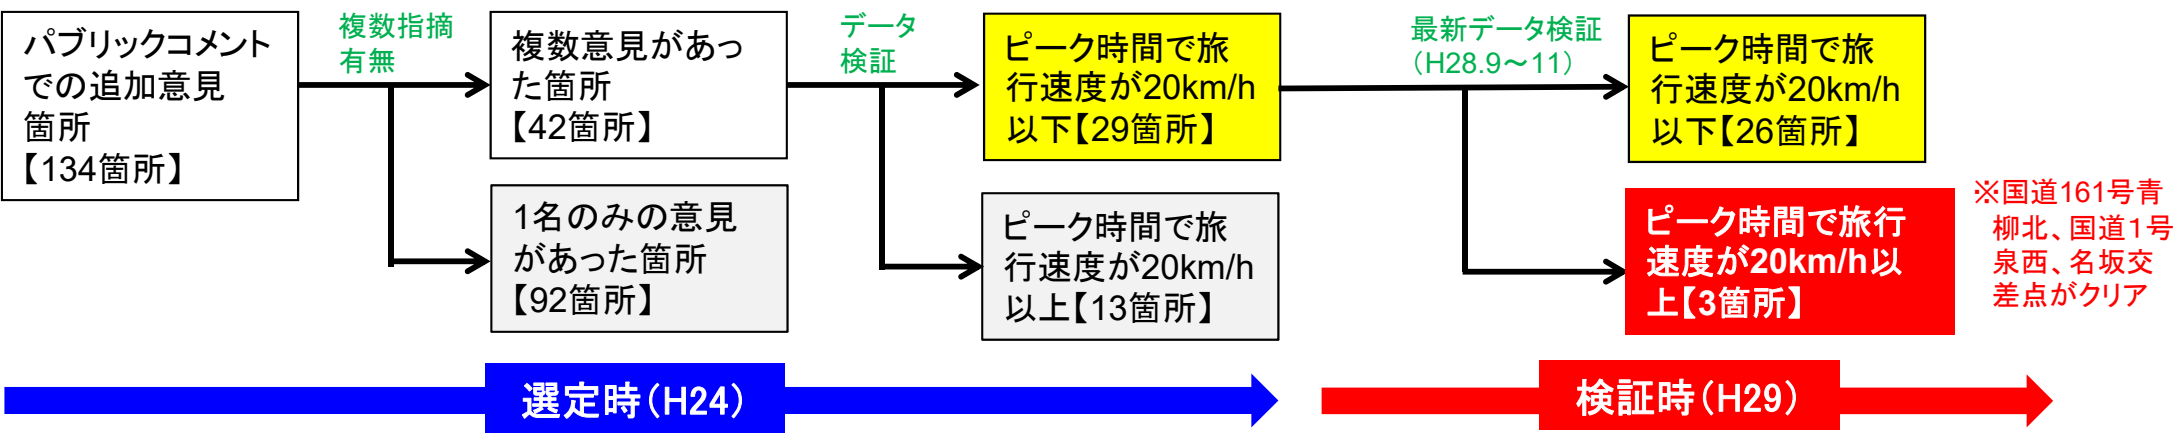 パブリックコメント
での追加意見
箇所
【134箇所】
複数指摘
有無
複数意見があっ
た箇所
【42箇所】
1名のみの意見
があった箇所
【92箇所】
データ
検証
ピーク時間で旅
行速度が20km/h
以下【29箇所】
ピーク時間で旅
行速度が20km/h
以上【13箇所】
最新データ検証
（H28.9～11）
ピーク時間で旅
行速度が20km/h
以下【26箇所】
ピーク時間で旅行
速度が20km/h以
上【3箇所】
※国道161号青
柳北、国道１号
泉西、名坂交
差点がクリア
選定時（H24）
検証時（H29）